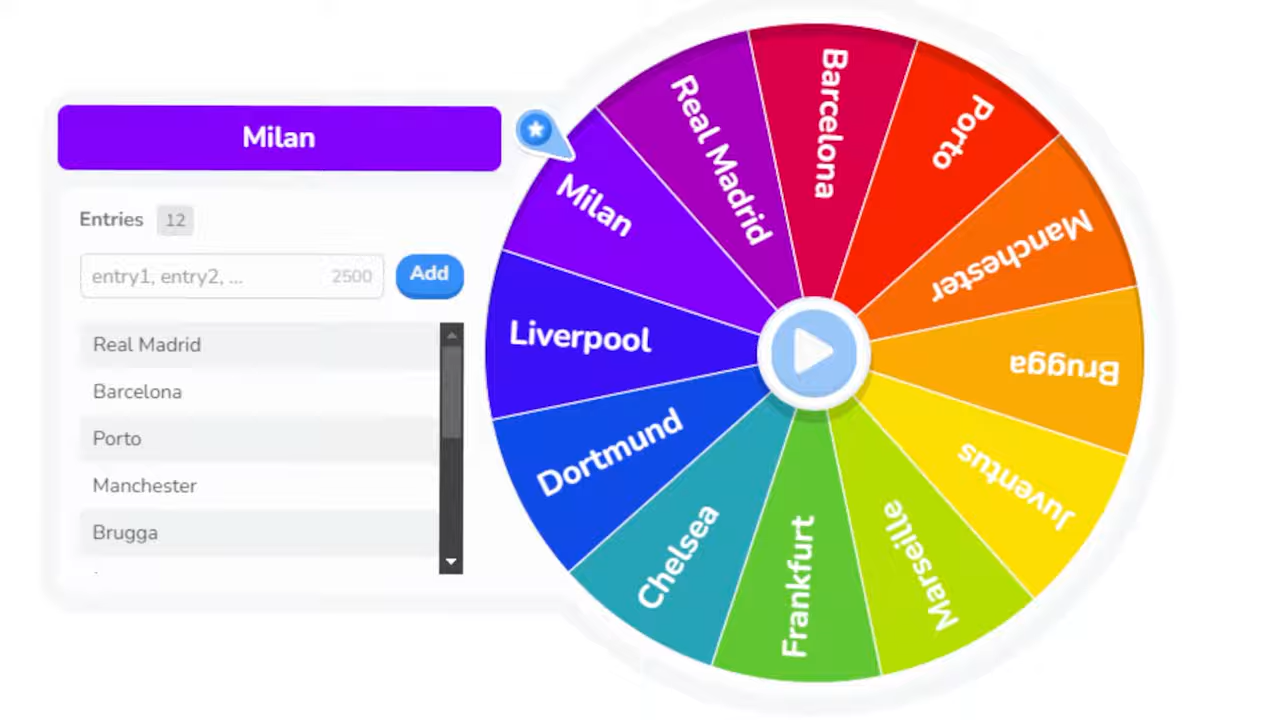 Milan
Entries 12
entry1, entry2, ... 2500
Add
Real Madrid
Barcelona
Porto
Manchester
Brugga
Barcelona
Porto
Manchester
Brugga
Juventus
Marseille
Frankfurt
Chelsea
Dortmund
Liverpool
Milan
Real Madrid